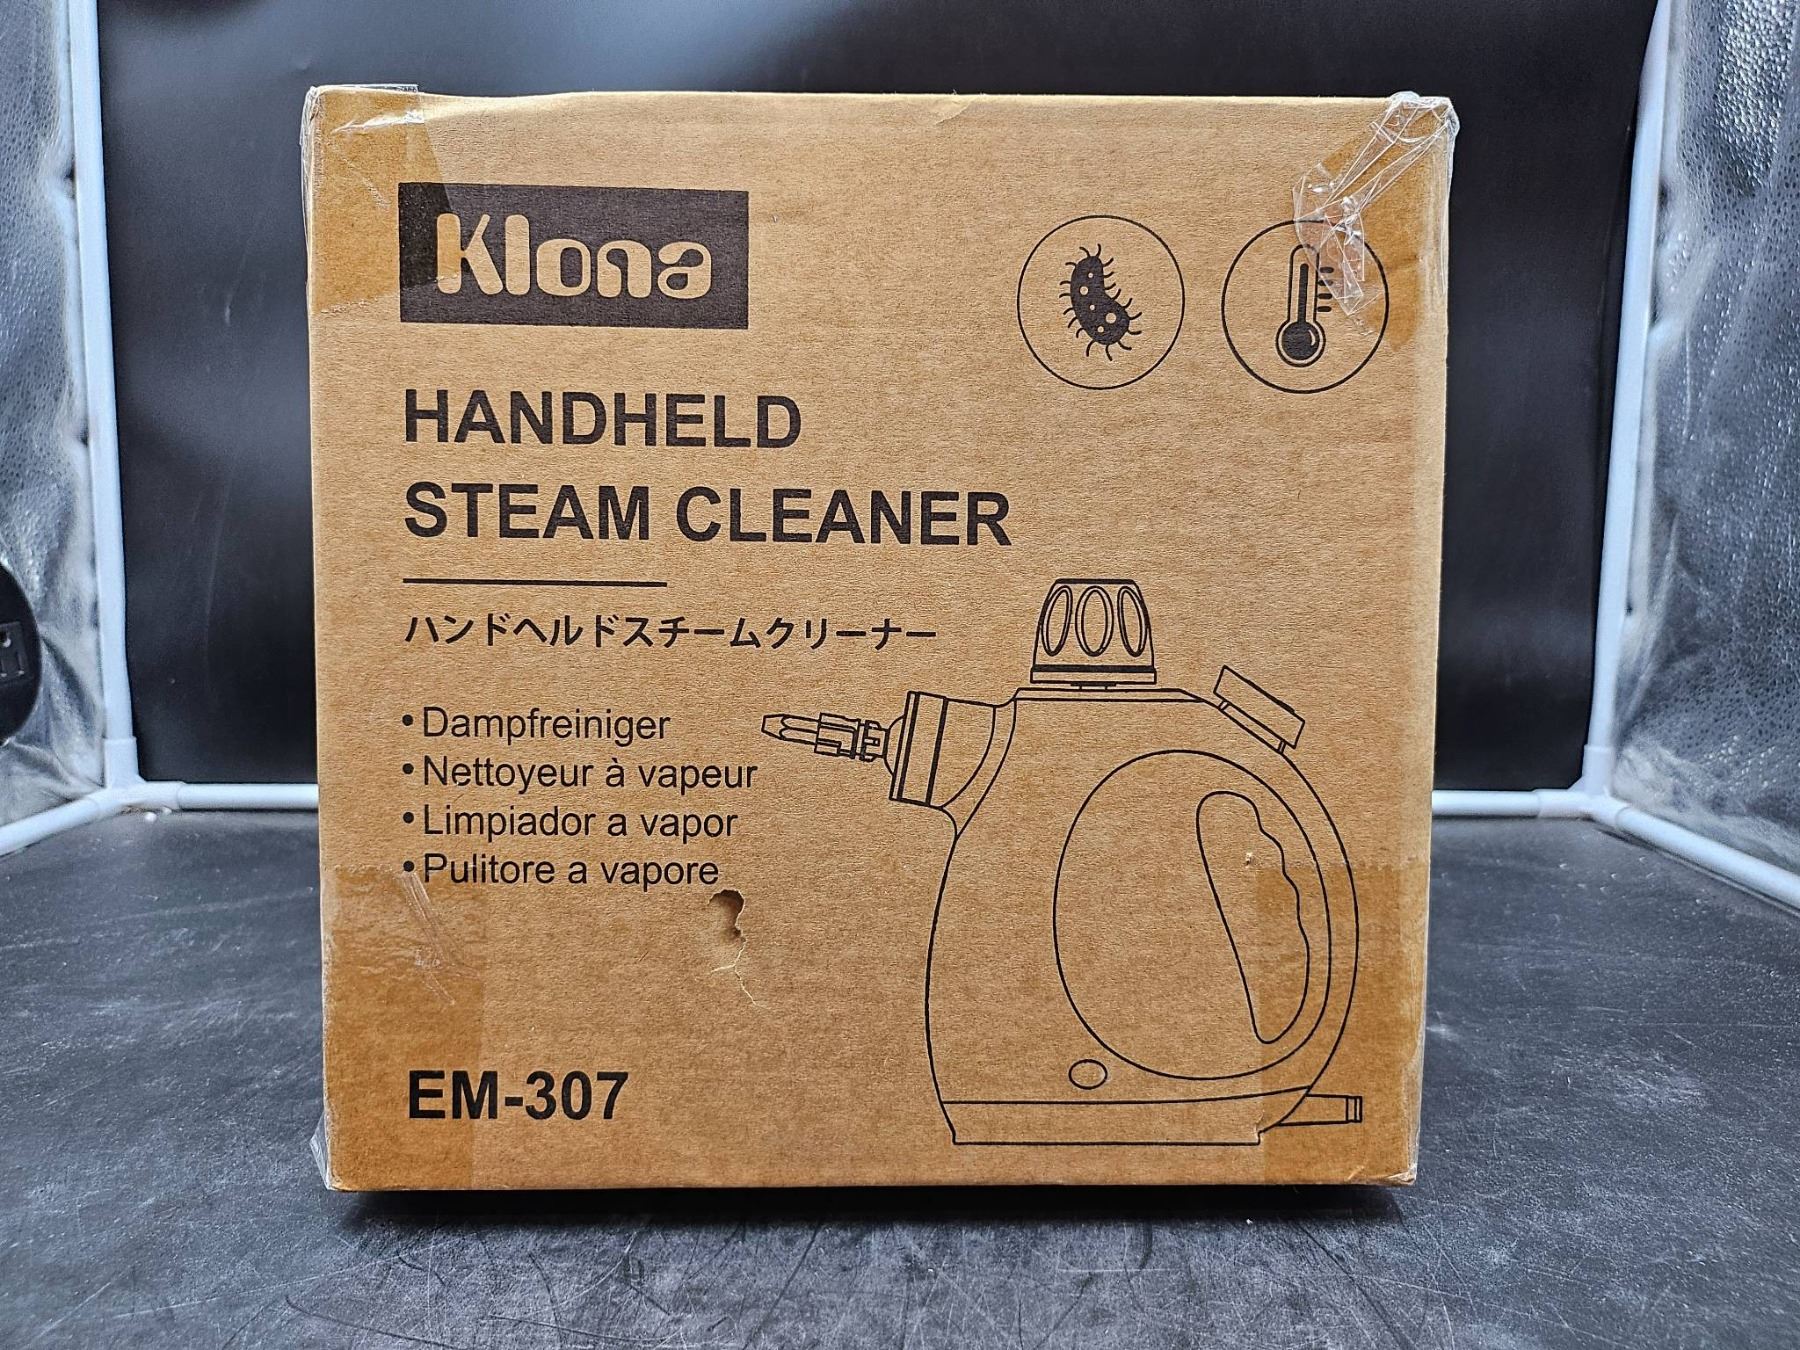 Klona
HANDHELD
STEAM CLEANER
ハンドヘルドスチームクリーナー
•Dampfreiniger
•Nettoyeur à vapeur
•Limpiador a vapor
•Pulitore a vapore
EM-307